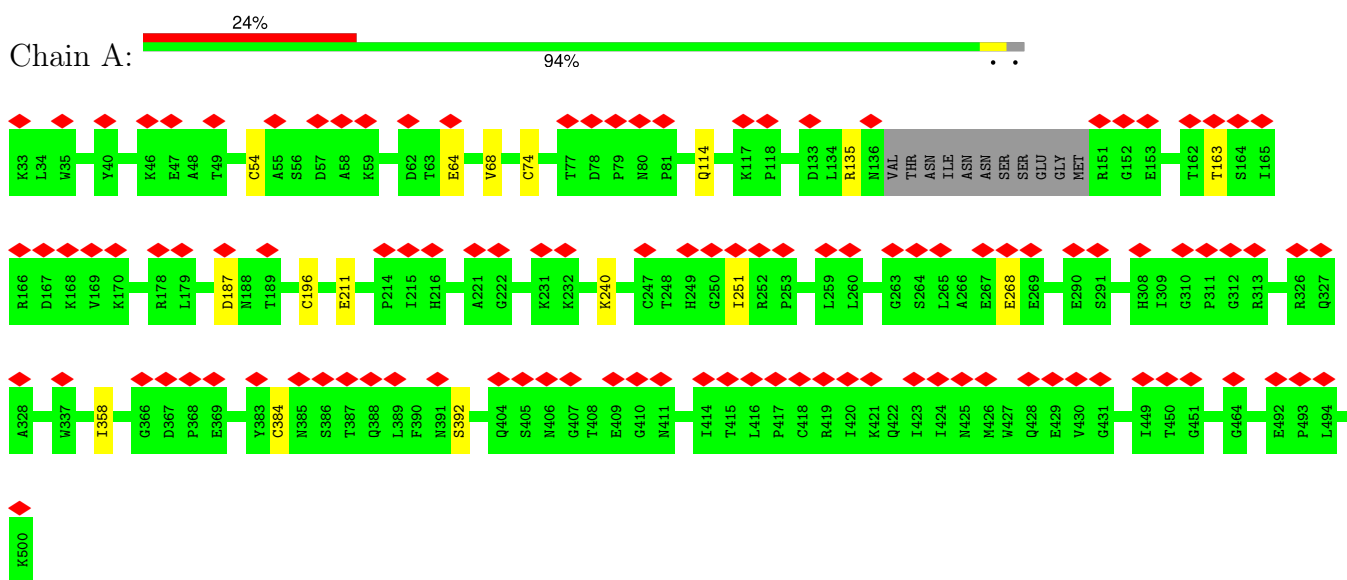 24%
Chain A:
94%
K33 L34 W35 Y40 K46 E47 A48 T49 C54 A55 S56 D57 A58 K59 D62 T63 E64 V68 C74 T77 D78 P79 N80 P81 Q114 K117 P118 D133 L134 R135 N136 VAL THR ASN ILE ASN ASN SER SER GLU GLY MET R151 G152 E153 T162 T163 S164 I165
R166 D167 K168 V169 K170 R178 L179 D187 N188 T189 C196 E211 P214 I215 H216 A221 G222 K231 K232 K240 C247 T248 H249 G250 I251 R252 P253 L259 L260 G263 S264 L265 A266 E267 E268 E269 E290 S291 H308 I309 G310 P311 G312 R313 R326 Q327
A328 W337 I358 G366 D367 P368 E369 Y383 C384 N385 S386 T387 Q388 L389 F390 N391 S392 Q404 S405 N406 G407 T408 E409 G410 N411 I414 T415 L416 P417 C418 R419 I420 K421 Q422 I423 I424 N425 M426 W427 Q428 E429 V430 G431 I449 T450 G451 G464 E492 P493 L494
K500